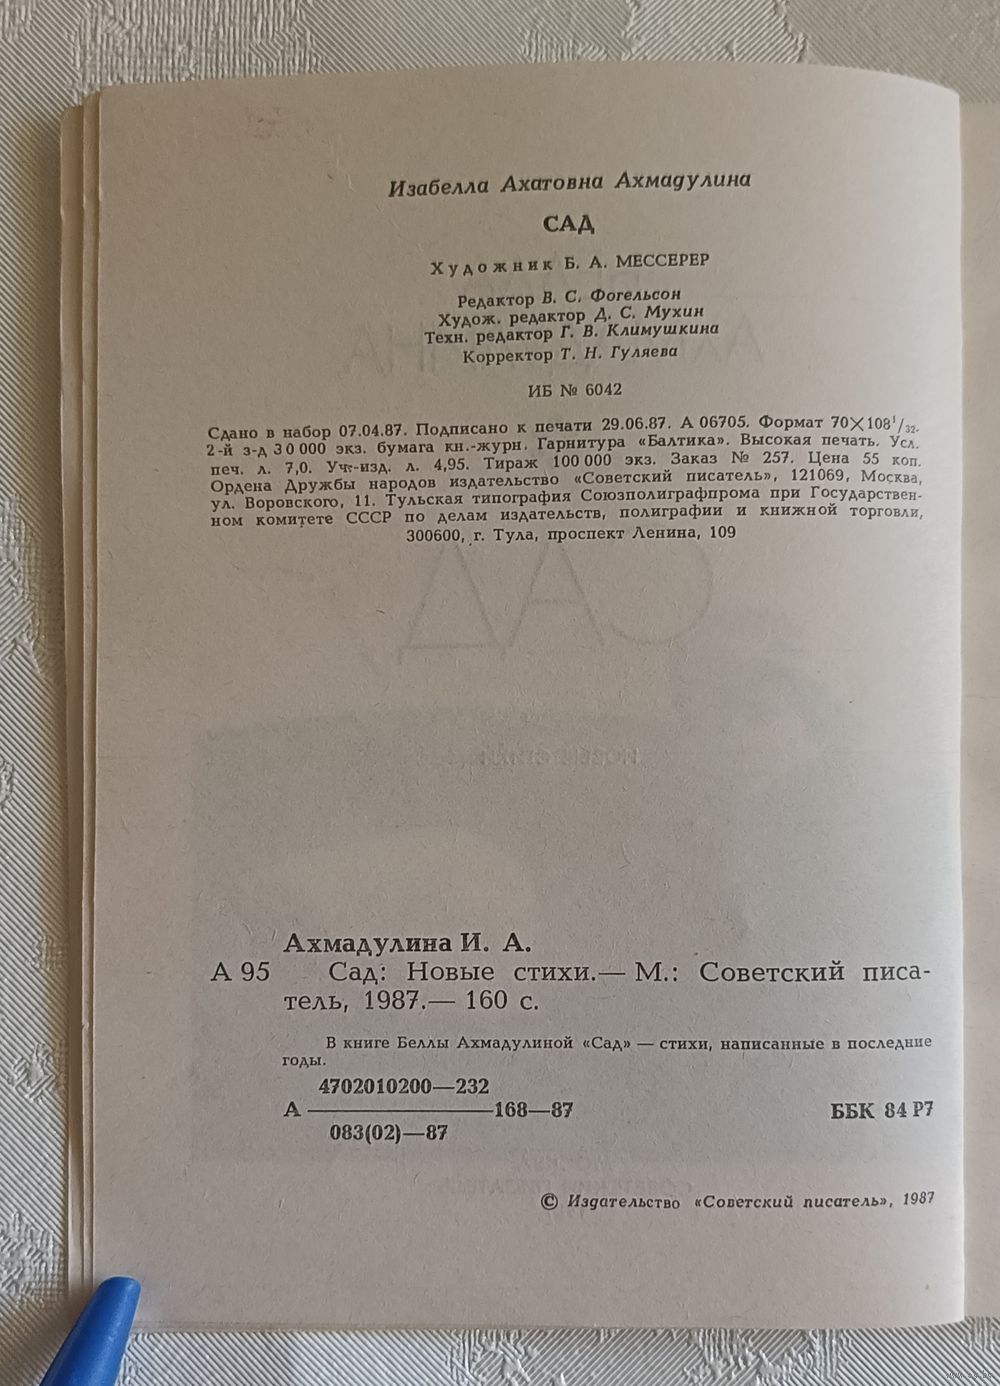 Изабелла Ахатовна Ахмадулина
САД
Художник Б. А. МЕССЕРЕР
Редактор В. С. Фогельсон
Худож. редактор Д. С. Мухин
Техн. редактор Г. В. Климушкина
Корректор Т. Н. Гуляева
ИБ № 6042
Сдано в набор 07.04.87. Подписано к печати 29.06.87. А 06705. Формат 70×108¹/₃₂.
2-й з-д 30 000 экз. бумага кн.-журн. Гарнитура «Балтика». Высокая печать. Усл.
печ. л. 7,0. Уч-изд. л. 4,95. Тираж 100 000 экз. Заказ № 257. Цена 55 коп.
Ордена Дружбы народов издательство «Советский писатель», 121069, Москва,
ул. Воровского, 11. Тульская типография Союзполиграфпрома при Государствен-
ном комитете СССР по делам издательств, полиграфии и книжной торговли,
300600, г. Тула, проспект Ленина, 109
Ахмадулина И. А.
А 95 Сад: Новые стихи.— М.: Советский писа-
тель, 1987.— 160 с.
В книге Беллы Ахмадулиной «Сад» — стихи, написанные в последние
годы.
4702010200—232
А ————————168—87 ББК 84 Р7
083(02)—87
© Издательство «Советский писатель», 1987